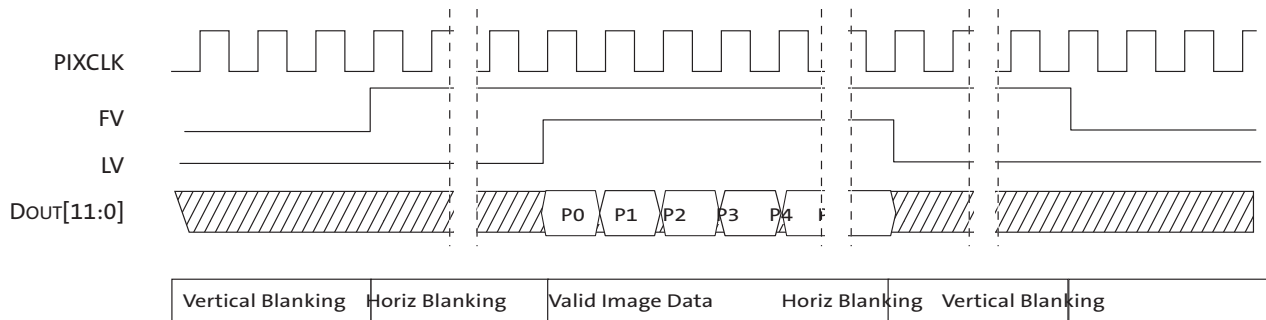 PIXCLK
FV
LV
DOUT[11:0]
P0 P1 P2 P3 P4
Vertical Blanking Horiz Blanking Valid Image Data Horiz Blanking Vertical Blanking